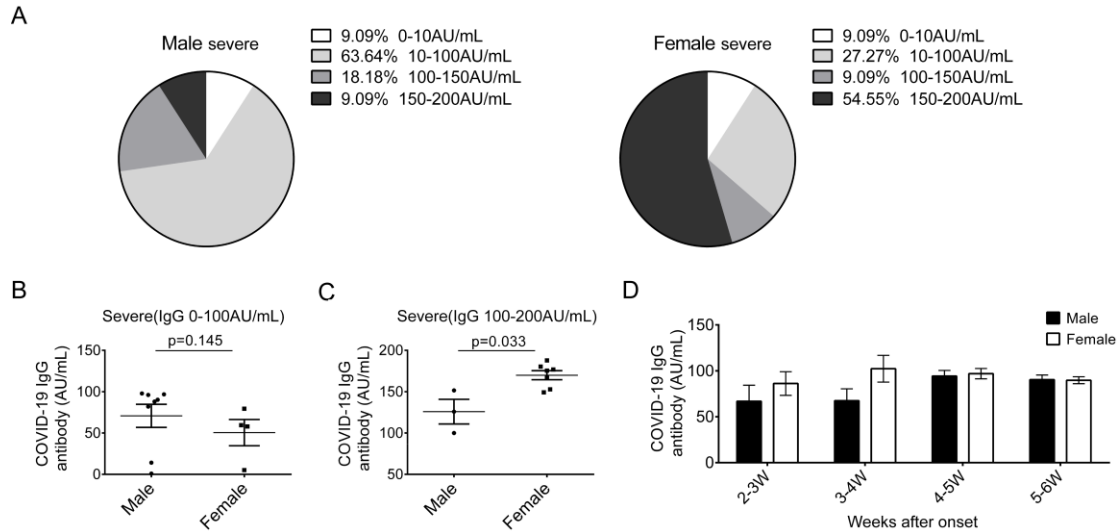 A
Male severe
9.09% 0-10AU/mL
63.64% 10-100AU/mL
18.18% 100-150AU/mL
9.09% 150-200AU/mL
Female severe
9.09% 0-10AU/mL
27.27% 10-100AU/mL
9.09% 100-150AU/mL
54.55% 150-200AU/mL
B
Severe(IgG 0-100AU/mL)
p=0.145
COVID-19 IgG
antibody (AU/mL)
150
100
50
0
Male
Female
C
Severe(IgG 100-200AU/mL)
p=0.033
COVID-19 IgG
antibody (AU/mL)
200
150
100
50
Male
Female
D
Male
Female
COVID-19 IgG
antibody (AU/mL)
150
100
50
0
2-3W
3-4W
4-5W
5-6W
Weeks after onset